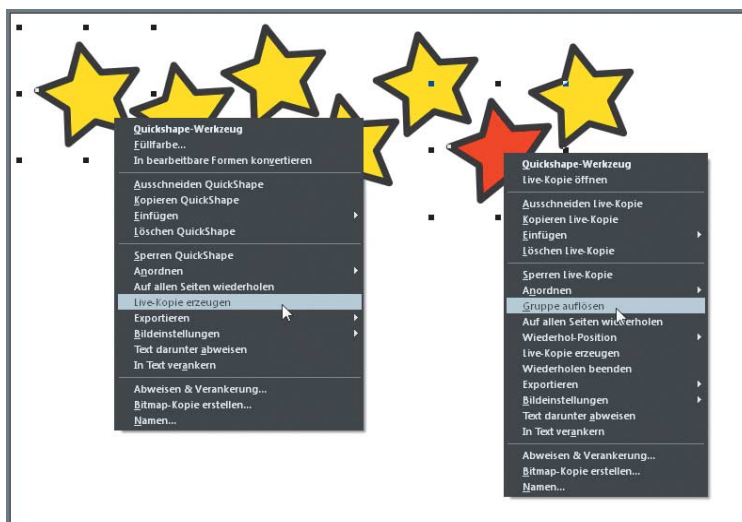 Quickshape-Werkzeug
Füllfarbe...
In bearbeitbare Formen konvertieren
Ausschneiden QuickShape
Kopieren QuickShape
Einfügen
Löschen QuickShape
Sperren QuickShape
Anordnen
Auf allen Seiten wiederholen
Live-Kopie erzeugen
Exportieren
Bildeinstellungen
Text darunter abweisen
In Text verankern
Abweisen & Verankerung...
Bitmap-Kopie erstellen...
Namen...
Quickshape-Werkzeug
Live-Kopie öffnen
Ausschneiden Live-Kopie
Kopieren Live-Kopie
Einfügen
Löschen Live-Kopie
Sperren Live-Kopie
Anordnen
Gruppe auflösen
Auf allen Seiten wiederholen
Wiederhol-Position
Live-Kopie erzeugen
Wiederholen beenden
Exportieren
Bildeinstellungen
Text darunter abweisen
In Text verankern
Abweisen & Verankerung...
Bitmap-Kopie erstellen...
Namen...